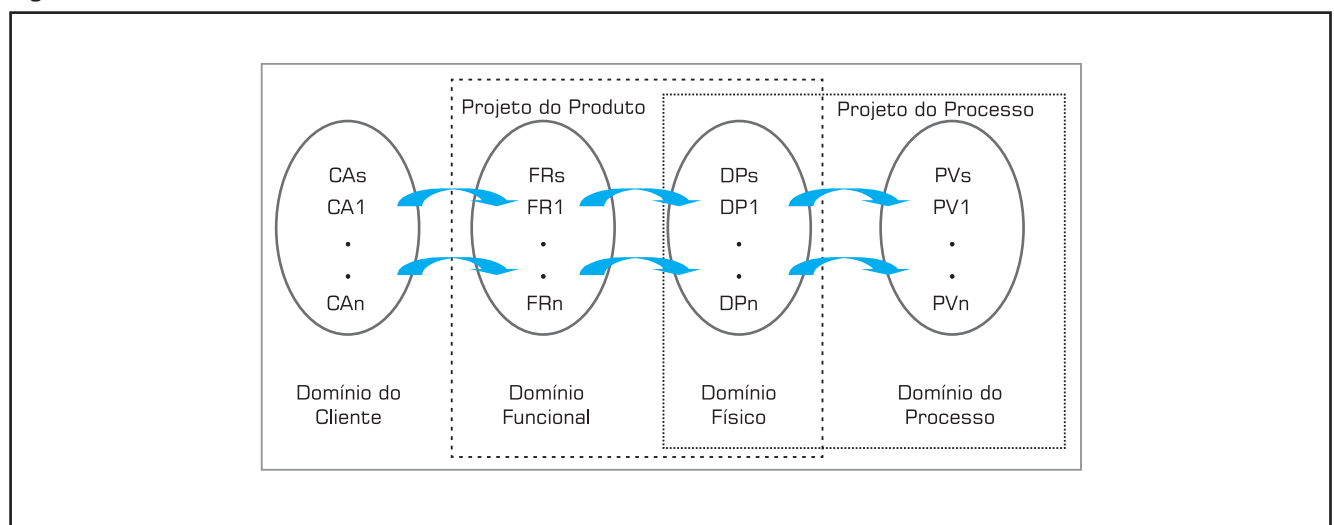 Projeto do Produto
Projeto do Processo
CAs
CA1
.
.
CAn
FRs
FR1
.
.
FRn
DPs
DP1
.
.
DPn
PVs
PV1
.
.
PVn
Domínio do
Cliente
Domínio
Funcional
Domínio
Físico
Domínio do
Processo